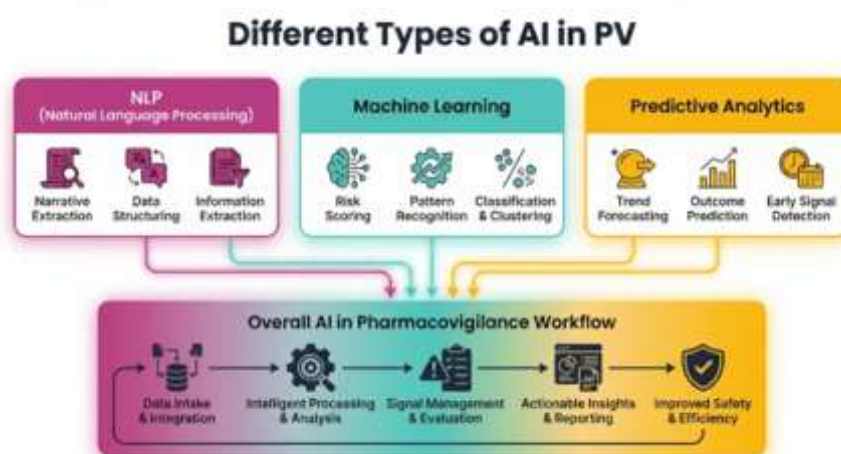 Different Types of AI in PV
NLP
(Natural Language Processing)
Narrative
Extraction
Data
Structuring
Information
Extraction
Machine Learning
Risk
Scoring
Pattern
Recognition
Classification
& Clustering
Predictive Analytics
Trend
Forecasting
Outcome
Prediction
Early Signal
Detection
Overall AI in Pharmacovigilance Workflow
Data Intake
& Integration
Intelligent Processing
& Analysis
Signal Management
& Evaluation
Actionable Insights
& Reporting
Improved Safety
& Efficiency